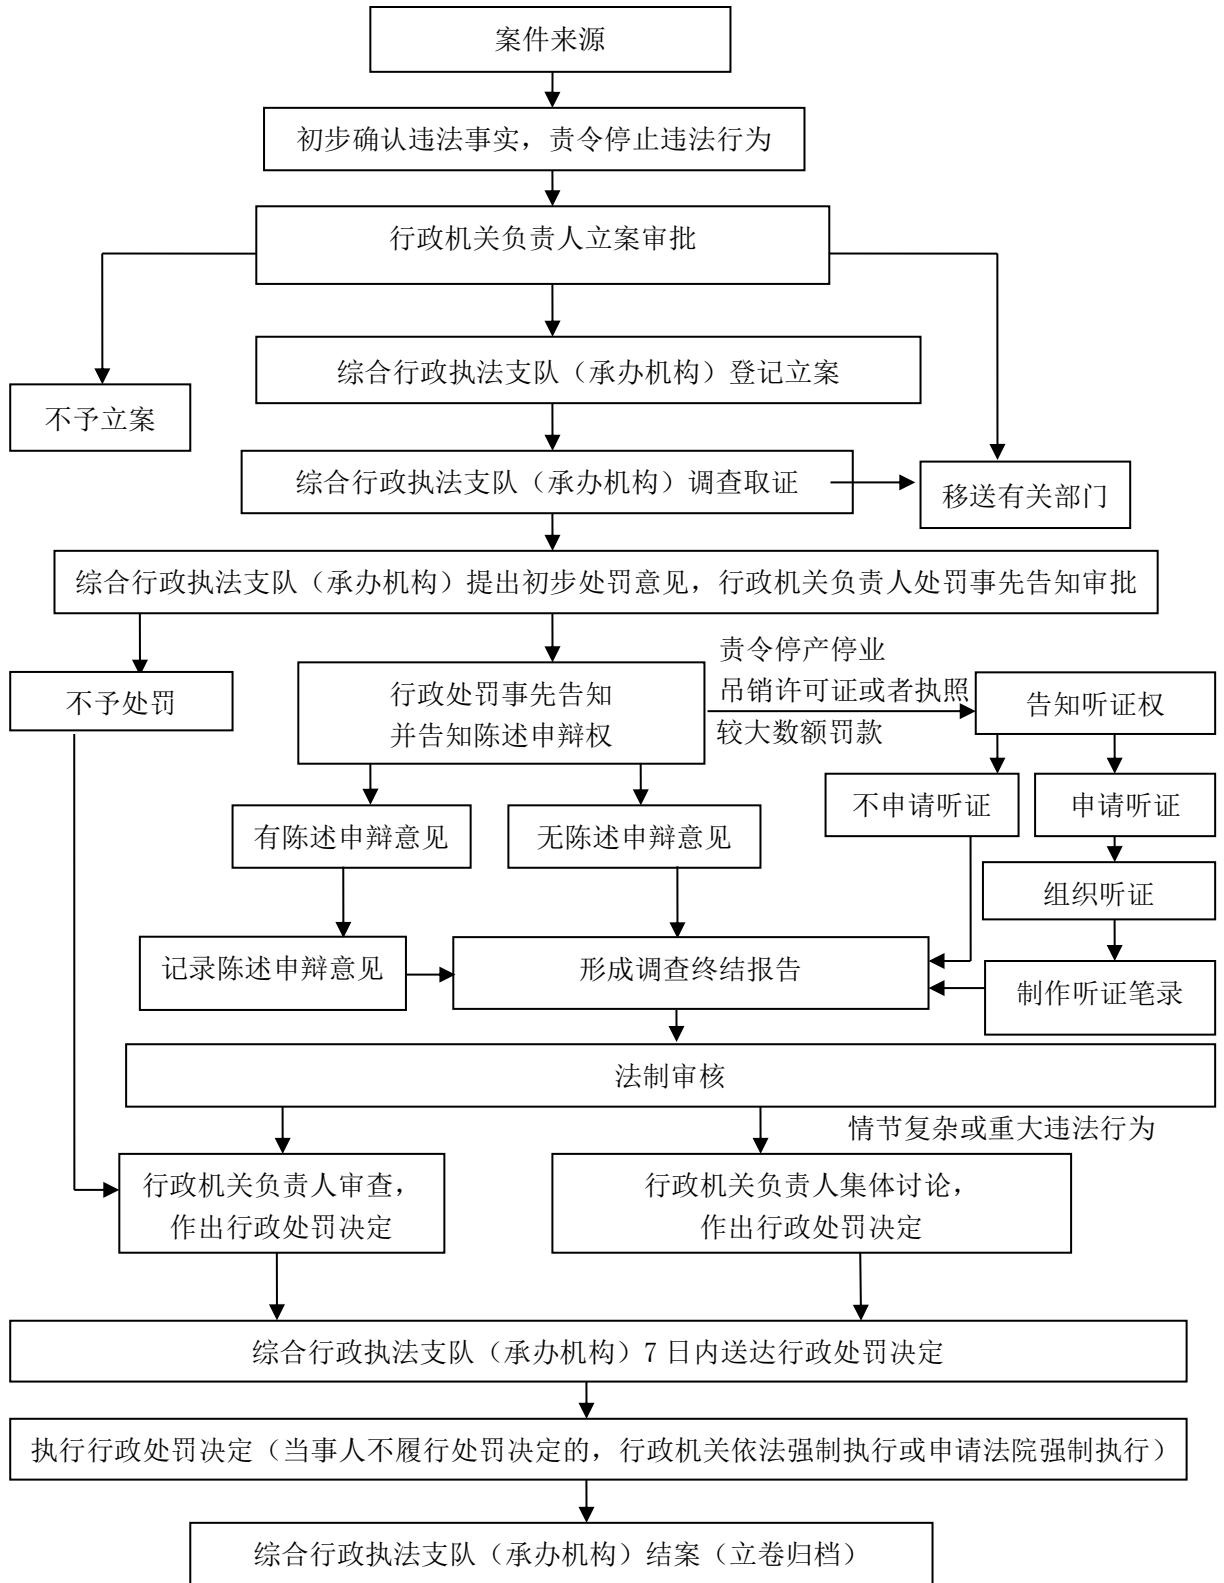 案件来源
初步确认违法事实，责令停止违法行为
行政机关负责人立案审批
综合行政执法支队（承办机构）登记立案
不予立案
综合行政执法支队（承办机构）调查取证
移送有关部门
综合行政执法支队（承办机构）提出初步处罚意见，行政机关负责人处罚事先告知审批
不予处罚
行政处罚事先告知
并告知陈述申辩权
责令停产停业
吊销许可证或者执照
较大数额罚款
告知听证权
不申请听证
申请听证
有陈述申辩意见
无陈述申辩意见
组织听证
记录陈述申辩意见
形成调查终结报告
制作听证笔录
法制审核
情节复杂或重大违法行为
行政机关负责人审查，
作出行政处罚决定
行政机关负责人集体讨论，
作出行政处罚决定
综合行政执法支队（承办机构）7 日内送达行政处罚决定
执行行政处罚决定（当事人不履行处罚决定的，行政机关依法强制执行或申请法院强制执行）
综合行政执法支队（承办机构）结案（立卷归档）